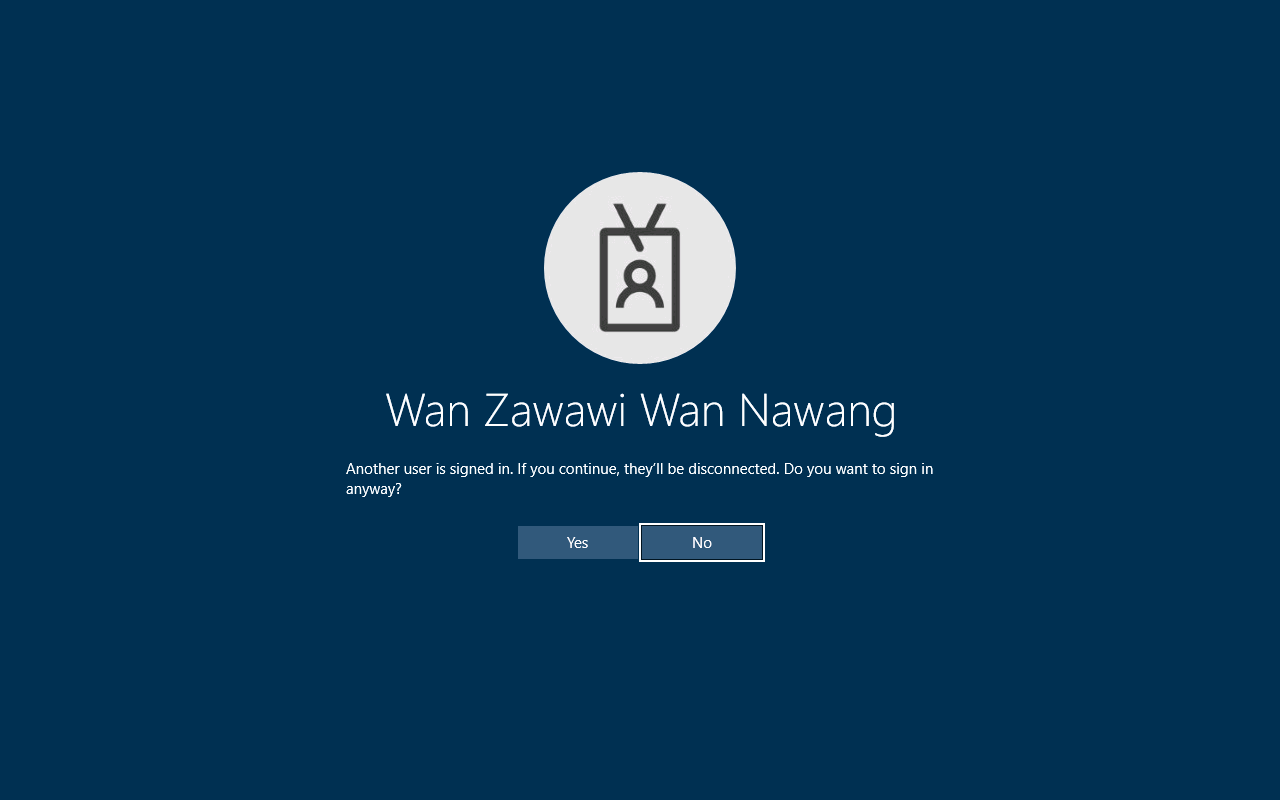 Wan Zawawi Wan Nawang
Another user is signed in. If you continue, they’ll be disconnected. Do you want to sign in
anyway?
Yes
No